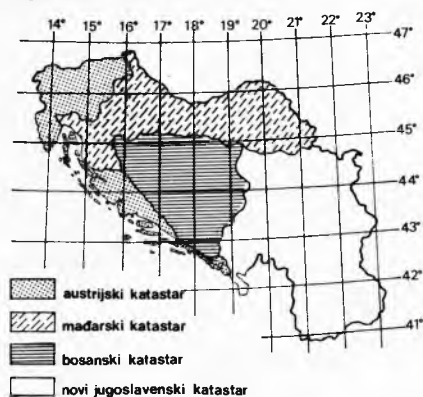 14° 15° 16° 17° 18° 19° 20° 21° 22° 23°
47°
46°
45°
44°
43°
42°
41°
austrijski katastar
mađarski katastar
bosanski katastar
novi jugoslavenski katastar